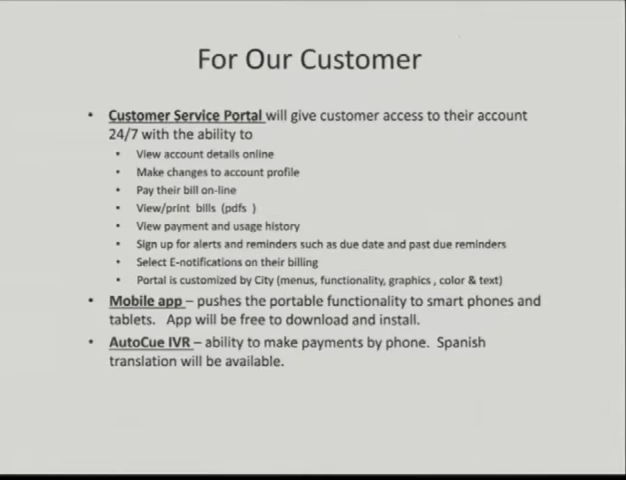 For Our Customer
• Customer Service Portal will give customer access to their account
24/7 with the ability to
• View account details online
• Make changes to account profile
• Pay their bill on-line
• View/print bills (pdfs )
• View payment and usage history
• Sign up for alerts and reminders such as due date and past due reminders
• Select E-notifications on their billing
• Portal is customized by City (menus, functionality, graphics , color & text)
• Mobile app – pushes the portable functionality to smart phones and
tablets. App will be free to download and install.
• AutoCue IVR – ability to make payments by phone. Spanish
translation will be available.